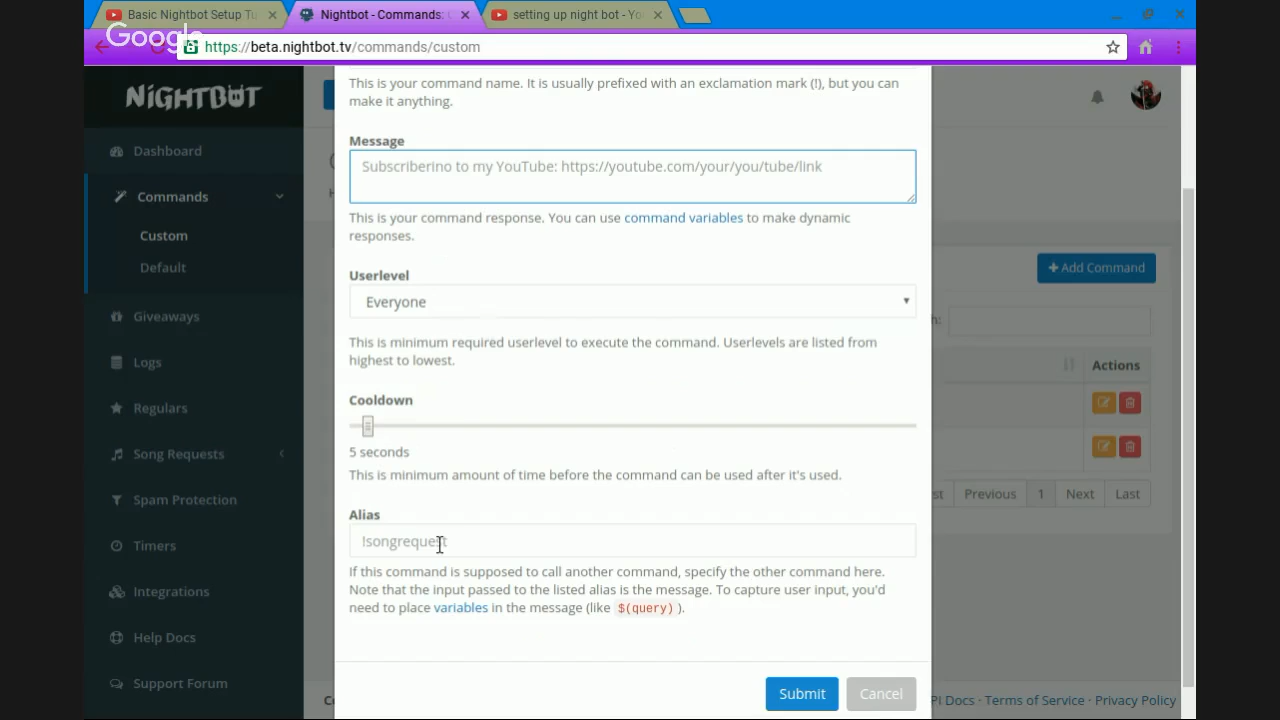 Basic Nightbot Setup Tu
Nightbot - Commands: C
setting up night bot - Yo
Google
https://beta.nightbot.tv/commands/custom
NIGHTBOT
Dashboard
Commands
Custom
Default
Giveaways
Logs
Regulars
Song Requests
Spam Protection
Timers
Integrations
Help Docs
Support Forum
This is your command name. It is usually prefixed with an exclamation mark (!), but you can
make it anything.
Message
Subscriberino to my YouTube: https://youtube.com/your/you/tube/link
This is your command response. You can use command variables to make dynamic
responses.
Userlevel
Everyone
This is minimum required userlevel to execute the command. Userlevels are listed from
highest to lowest.
Cooldown
5 seconds
This is minimum amount of time before the command can be used after it's used.
Alias
!songrequest
If this command is supposed to call another command, specify the other command here.
Note that the input passed to the listed alias is the message. To capture user input, you'd
need to place variables in the message (like $(query) ).
Submit
Cancel
+ Add Command
h:
Actions
st
Previous
1
Next
Last
PI Docs · Terms of Service · Privacy Policy